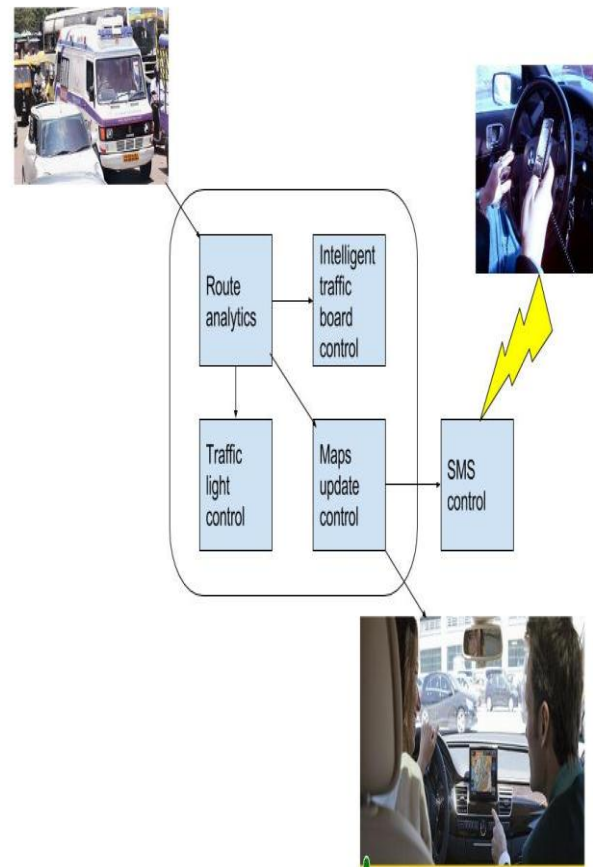 Route
analytics
Intelligent
traffic
board
control
Traffic
light
control
Maps
update
control
SMS
control